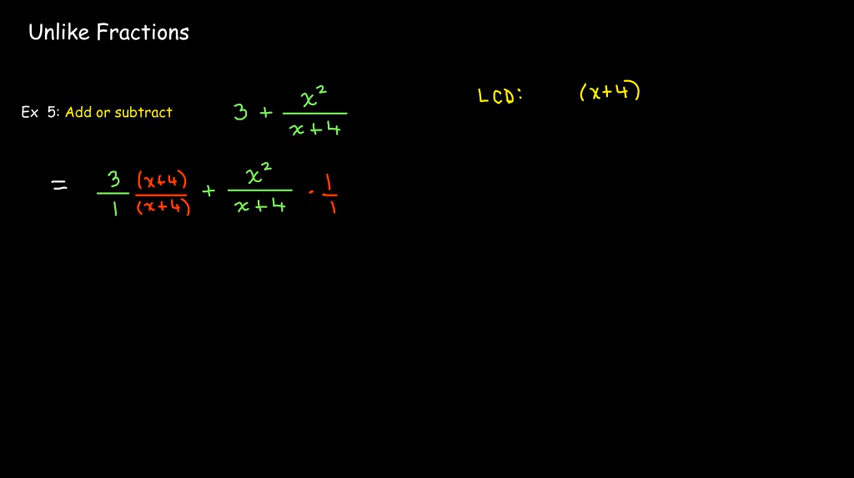 Unlike Fractions
Ex 5: Add or subtract 3 + x²/(x+4) LCD: (x+4)
= 3/1 (x+4)/(x+4) + x²/(x+4) · 1/1